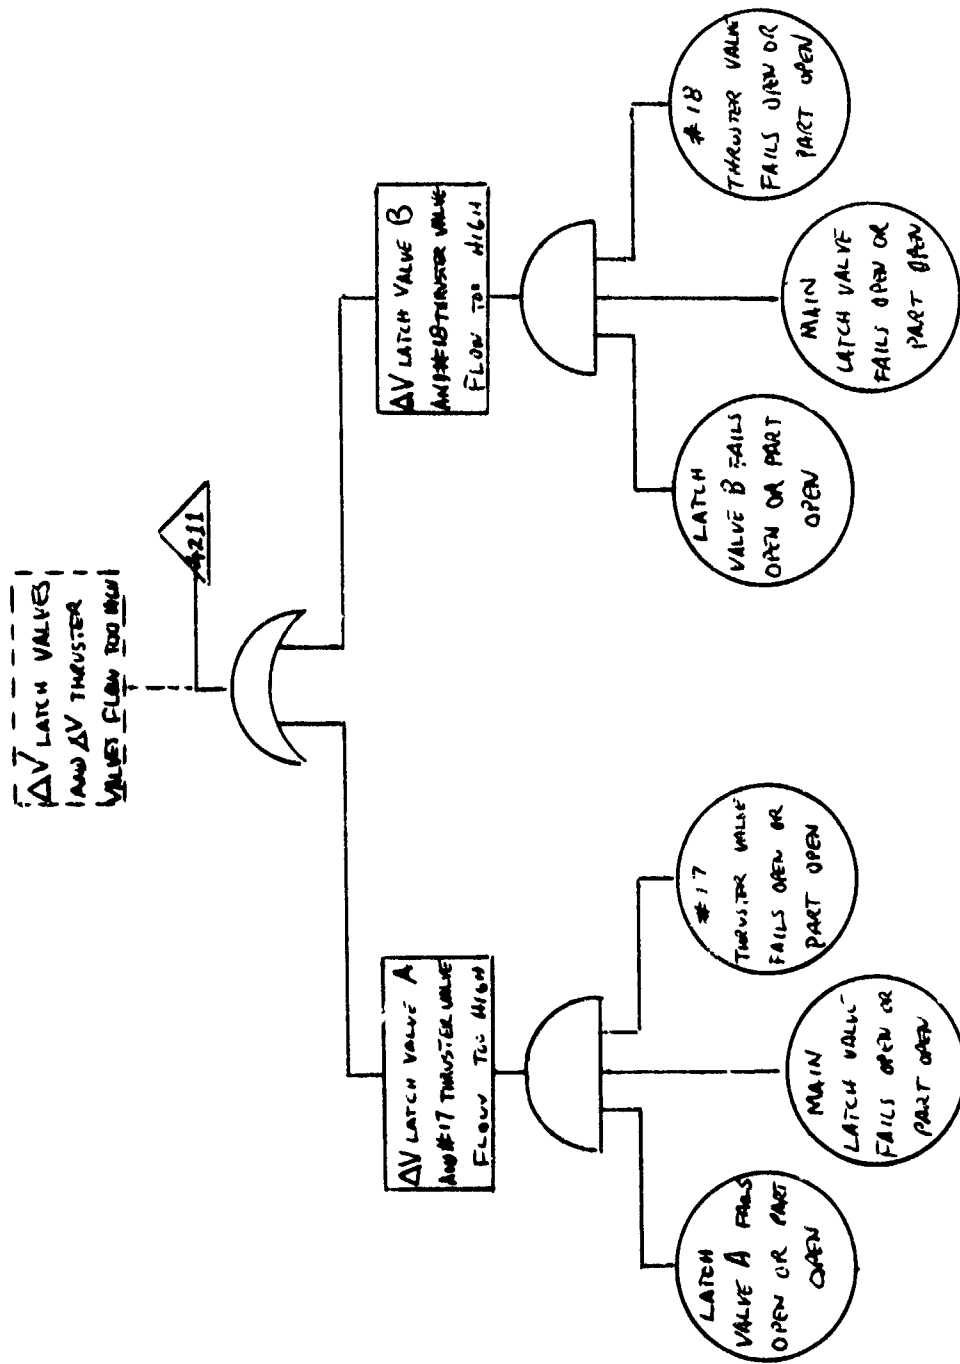 ΔV LATCH VALVES
AND ΔV THRUSTER
VALVES FLOW TOO HIGH
4211
ΔV LATCH VALVE A
AND #17 THRUSTER VALVE
FLOW TOO HIGH
ΔV LATCH VALVE B
AND #18 THRUSTER VALVE
FLOW TOO HIGH
LATCH
VALVE A FAILS
OPEN OR PART
OPEN
MAIN
LATCH VALVE
FAILS OPEN OR
PART OPEN
#17
THRUSTER VALVE
FAILS OPEN OR
PART OPEN
LATCH
VALVE B FAILS
OPEN OR PART
OPEN
MAIN
LATCH VALVE
FAILS OPEN OR
PART OPEN
#18
THRUSTER VALVE
FAILS OPEN OR
PART OPEN